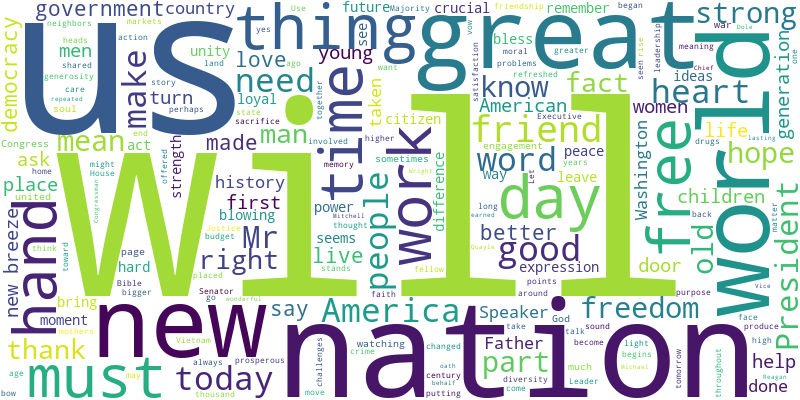 us
will
nation
great
world
new
thing
hand
must
work
time
free
day
friend
good
word
America
today
heart
strong
need
make
man
Mr
right
people
know
American
fact
hope
President
old
life
women
children
freedom
part
help
done
thank
mean
ask
place
democracy
government
country
men
turn
love
young
loyal
unity
act
made
strength
history
first
blowing
power
seems
live
hard
new breeze
moment
bring
page
Bible
bigger
age
say
Speaker
Father
better
expression
way
peace
citizen
taken
difference
crucial
future
see
remember
bless
ideas
generation
Washington
door
leave
engagement
Executive
sometimes
involved
together
sacrifice
state
story
perhaps
land
ago
yes
action
markets
began
neighbors
heads
shared
generosity
care
repeated
soul
Congress
end
home
might
House
united
offered
Congressman
think
toward
justice
budget
placed
Senator
go
wonderful
mothers
Vietnam
may
always
prosperous
thousand
bow
move
challenges
crime
watching
changed
oath
century
behalf
putting
take
come
diversity
God
talk
become
much
Leader
light
begins
sound
Michael
tomorrow
throughout
Reagan
high
produce
face
Vice
purpose
matter
back
drugs
lasting
one
Dole
Chief
rise
seen
leadership
meaning
war
Majority
friendship
vow
greater
moral
problems
refreshed
satisfaction
want
Use
higher
memory
Mitchell
thought
stands
faith
fellow
Wright
years
long
earned
Let
Quayle
points
around